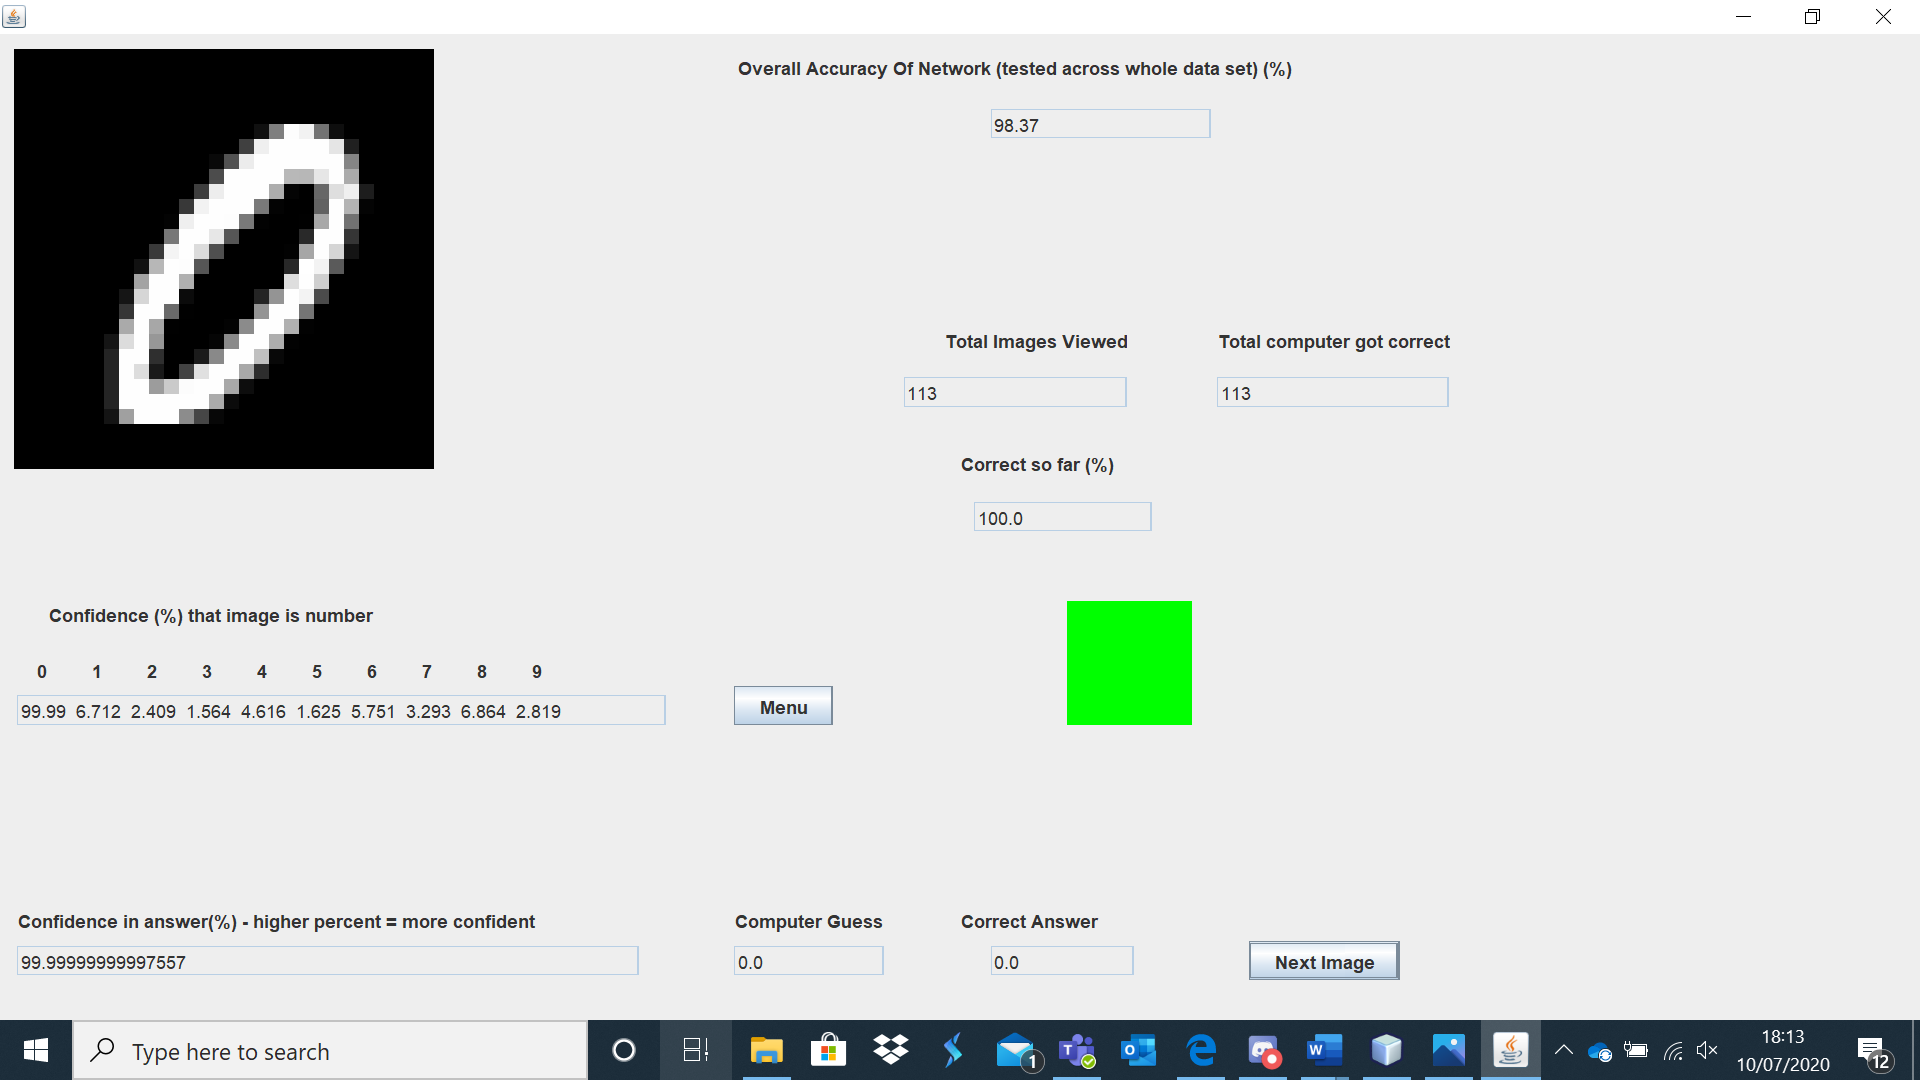 Overall Accuracy Of Network (tested across whole data set) (%)
98.37
Total Images Viewed
Total computer got correct
113
113
Correct so far (%)
100.0
Confidence (%) that image is number
0 1 2 3 4 5 6 7 8 9
99.99 6.712 2.409 1.564 4.616 1.625 5.751 3.293 6.864 2.819
Menu
Confidence in answer(%) - higher percent = more confident
Computer Guess
Correct Answer
99.99999999997557
0.0
0.0
Next Image
Type here to search
1
18:13
10/07/2020
12